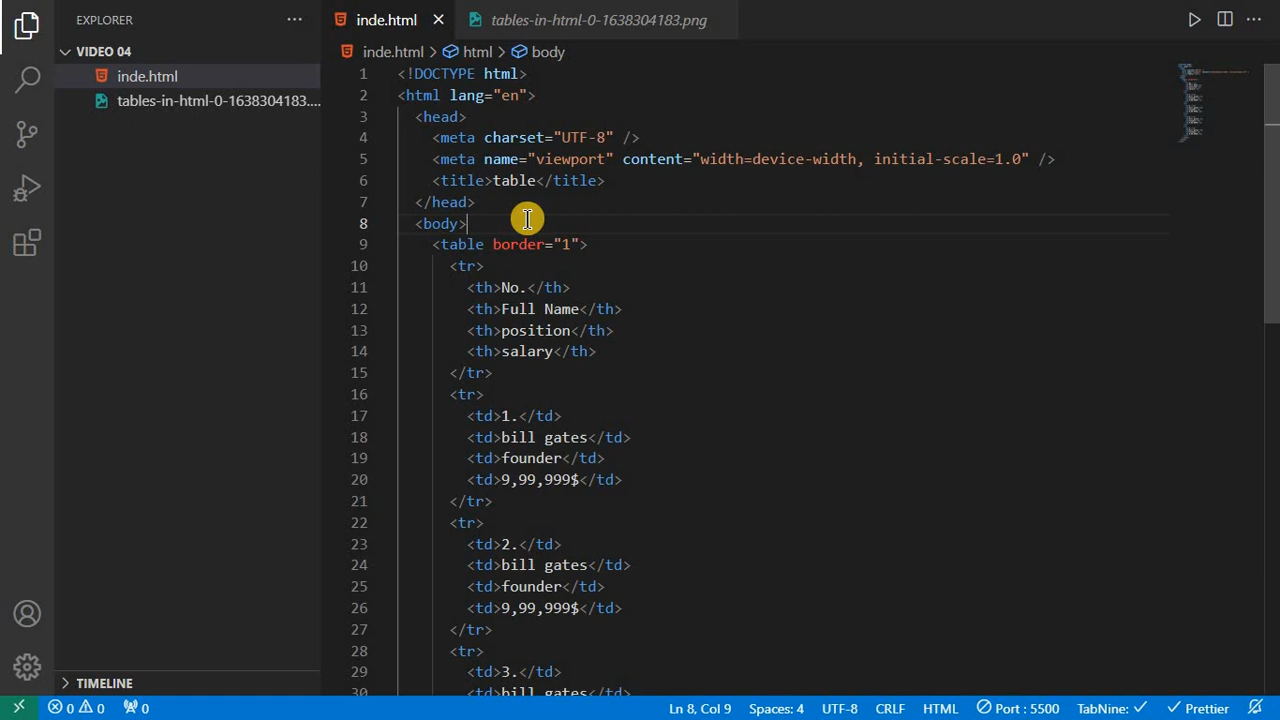 EXPLORER
VIDEO 04
inde.html
tables-in-html-0-1638304183....
TIMELINE
inde.html
tables-in-html-0-1638304183.png
inde.html > html > body
1 <!DOCTYPE html>
2 <html lang="en">
3 <head>
4 <meta charset="UTF-8" />
5 <meta name="viewport" content="width=device-width, initial-scale=1.0" />
6 <title>table</title>
7 </head>
8 <body>
9 <table border="1">
10 <tr>
11 <th>No.</th>
12 <th>Full Name</th>
13 <th>position</th>
14 <th>salary</th>
15 </tr>
16 <tr>
17 <td>1.</td>
18 <td>bill gates</td>
19 <td>founder</td>
20 <td>9,99,999$</td>
21 </tr>
22 <tr>
23 <td>2.</td>
24 <td>bill gates</td>
25 <td>founder</td>
26 <td>9,99,999$</td>
27 </tr>
28 <tr>
29 <td>3.</td>
30 <td>bill gates</td>
0 0 0 Ln 8, Col 9 Spaces: 4 UTF-8 CRLF HTML Port : 5500 TabNine: ✓ ✓ Prettier